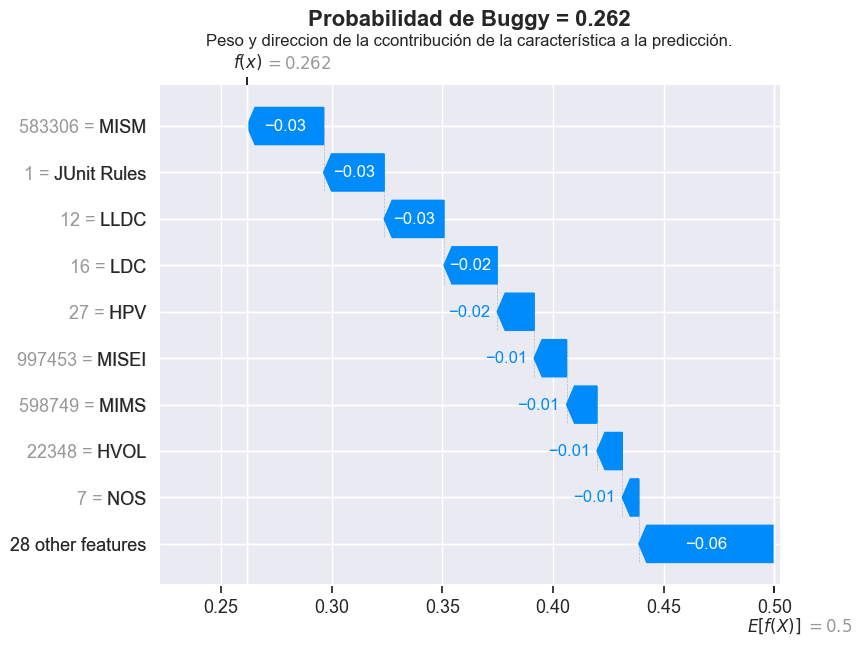 Probabilidad de Buggy = 0.262
Peso y direccion de la ccontribución de la característica a la predicción.
f(x) = 0.262
583306 = MISM −0.03
1 = JUnit Rules −0.03
12 = LLDC −0.03
16 = LDC −0.02
27 = HPV −0.02
997453 = MISEI −0.01
598749 = MIMS −0.01
22348 = HVOL −0.01
7 = NOS −0.01
28 other features −0.06
0.25 0.30 0.35 0.40 0.45 0.50
E[f(X)] = 0.5